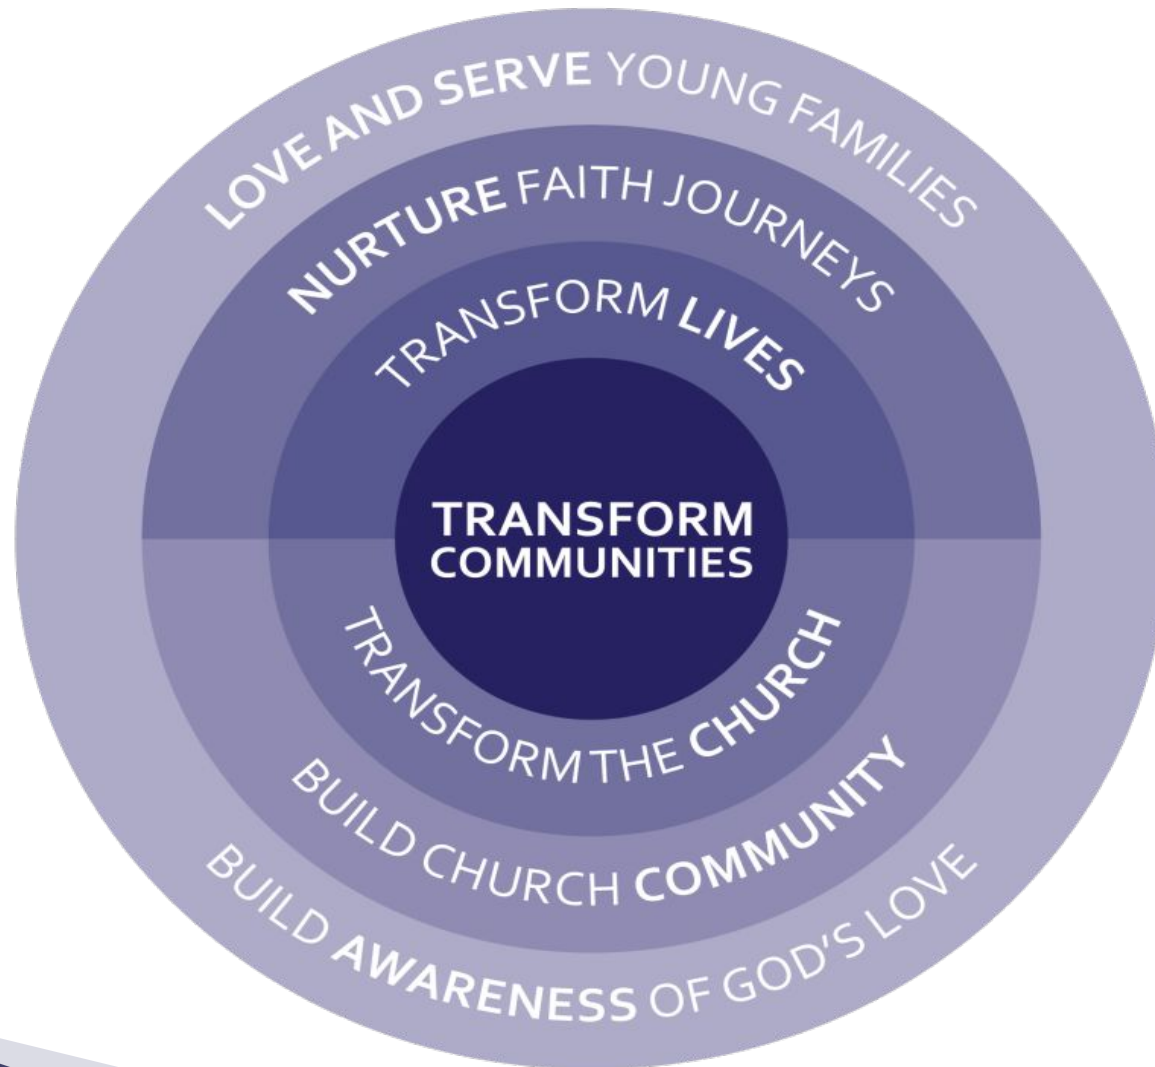 LOVE AND SERVE YOUNG FAMILIES
NURTURE FAITH JOURNEYS
TRANSFORM LIVES
TRANSFORM
COMMUNITIES
TRANSFORM THE CHURCH
BUILD CHURCH COMMUNITY
BUILD AWARENESS OF GOD'S LOVE